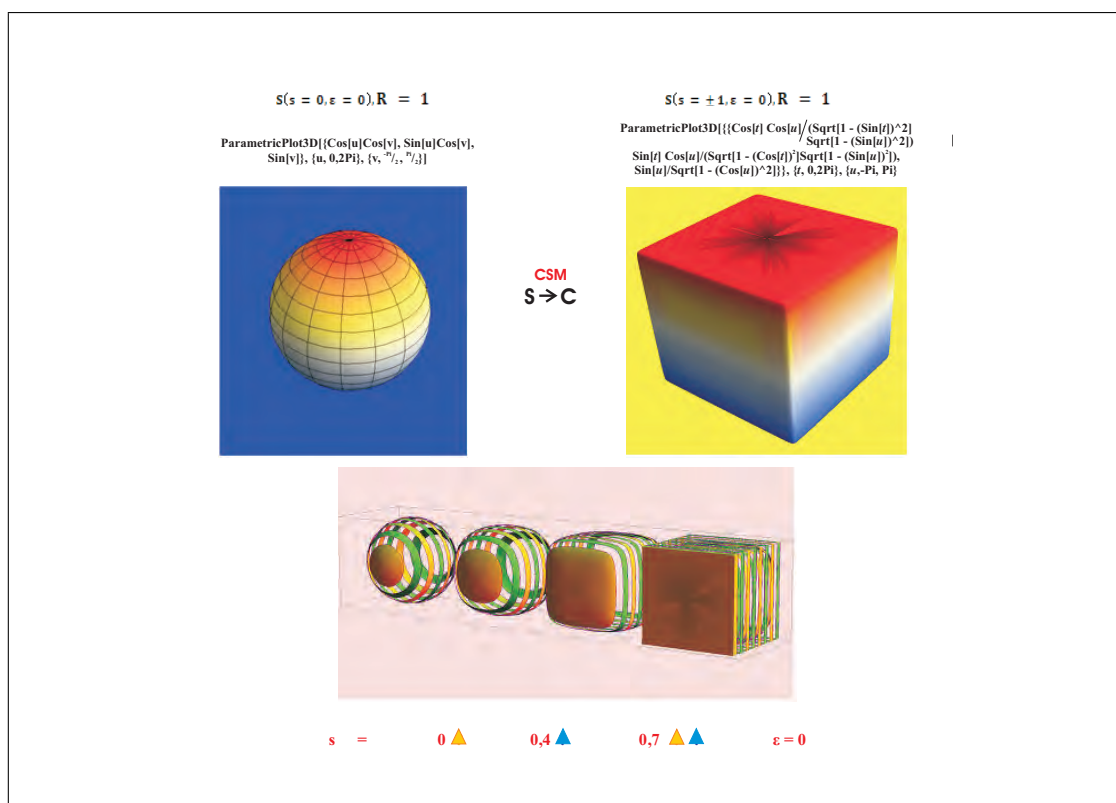 S(s = 0, ε = 0), R = 1
ParametricPlot3D[{Cos[u]Cos[v], Sin[u]Cos[v],
Sin[v]}, {u, 0,2Pi}, {v, -Pi/2, Pi/2}]
S(s = ±1, ε = 0), R = 1
ParametricPlot3D[{{Cos[t] Cos[u]/(Sqrt[1 - (Sin[t])^2]
Sqrt[1 - (Sin[u])^2])
Sin[t] Cos[u]/(Sqrt[1 - (Cos[t])²]Sqrt[1 - (Sin[u])²]),
Sin[u]/Sqrt[1 - (Cos[u])^2]}}, {t, 0,2Pi}, {u,-Pi, Pi}
CSM
S → C
s = 0 0,4 0,7 ε = 0